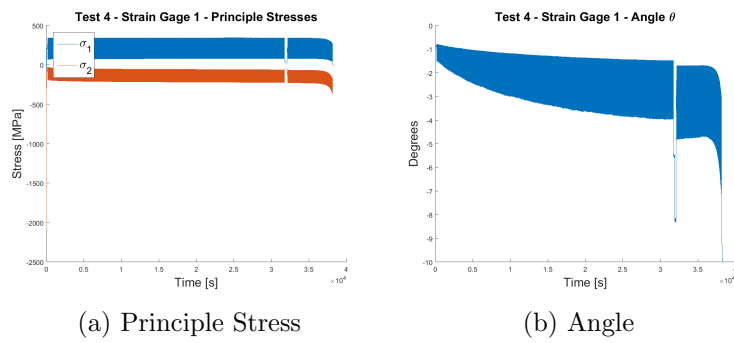 Test 4 - Strain Gage 1 - Principle Stresses
500
0
-500
-1000
-1500
-2000
-2500
Stress [MPa]
σ1
σ2
0 0.5 1 1.5 2 2.5 3 3.5 4
×10^4
Time [s]
(a) Principle Stress
Test 4 - Strain Gage 1 - Angle θ
0
-1
-2
-3
-4
-5
-6
-7
-8
-9
-10
Degrees
0 0.5 1 1.5 2 2.5 3 3.5 4
×10^4
Time [s]
(b) Angle